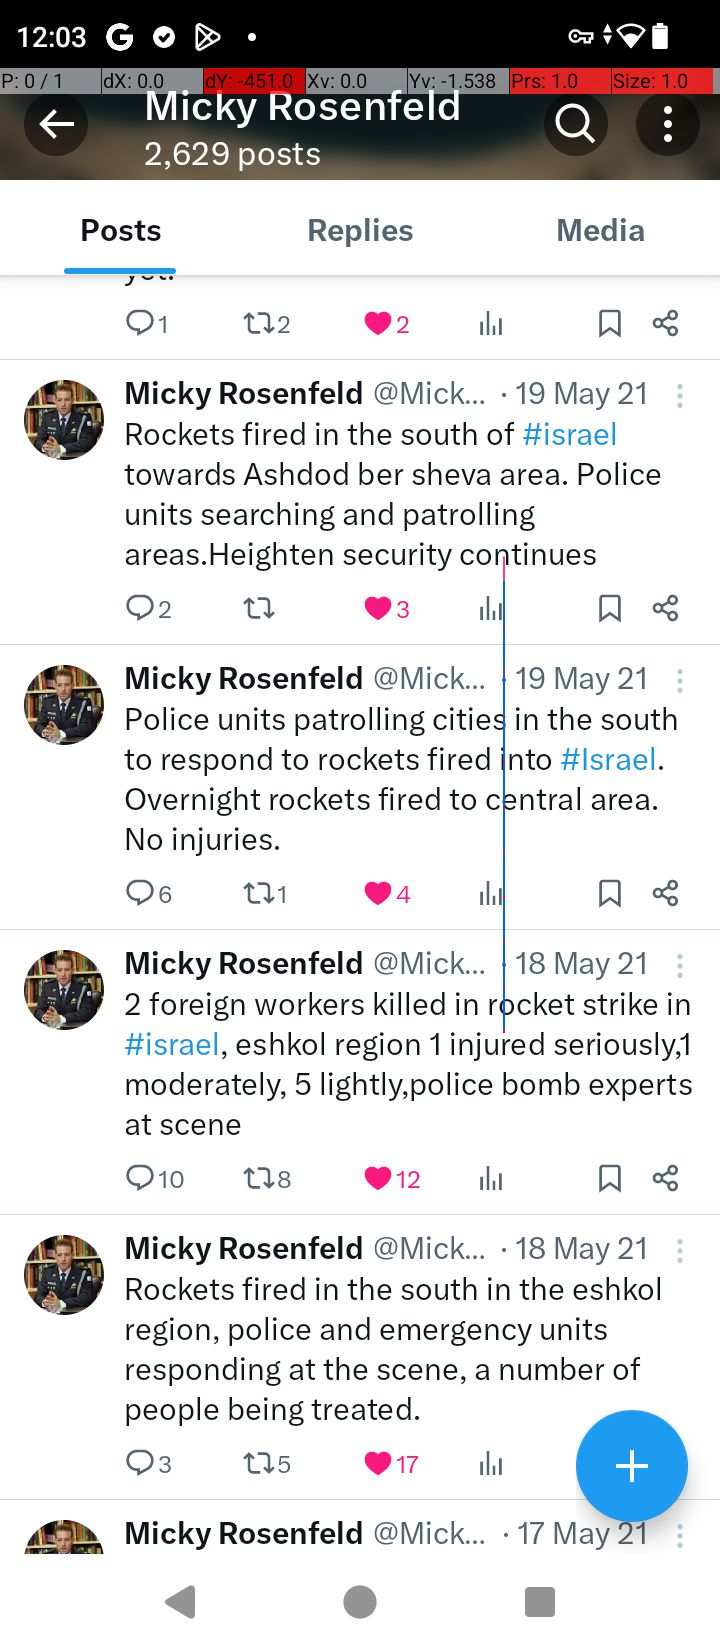 12:03
P: 0 / 1 dX: 0.0 dY: -451.0 Xv: 0.0 Yv: -1.538 Prs: 1.0 Size: 1.0
Micky Rosenfeld
2,629 posts
Posts Replies Media
yet.
1 2 2
Micky Rosenfeld @Mick... · 19 May 21
Rockets fired in the south of #israel
towards Ashdod ber sheva area. Police
units searching and patrolling
areas.Heighten security continues
2 3
Micky Rosenfeld @Mick... · 19 May 21
Police units patrolling cities in the south
to respond to rockets fired into #Israel.
Overnight rockets fired to central area.
No injuries.
6 1 4
Micky Rosenfeld @Mick... · 18 May 21
2 foreign workers killed in rocket strike in
#israel, eshkol region 1 injured seriously,1
moderately, 5 lightly,police bomb experts
at scene
10 8 12
Micky Rosenfeld @Mick... · 18 May 21
Rockets fired in the south in the eshkol
region, police and emergency units
responding at the scene, a number of
people being treated.
3 5 17
Micky Rosenfeld @Mick... · 17 May 21